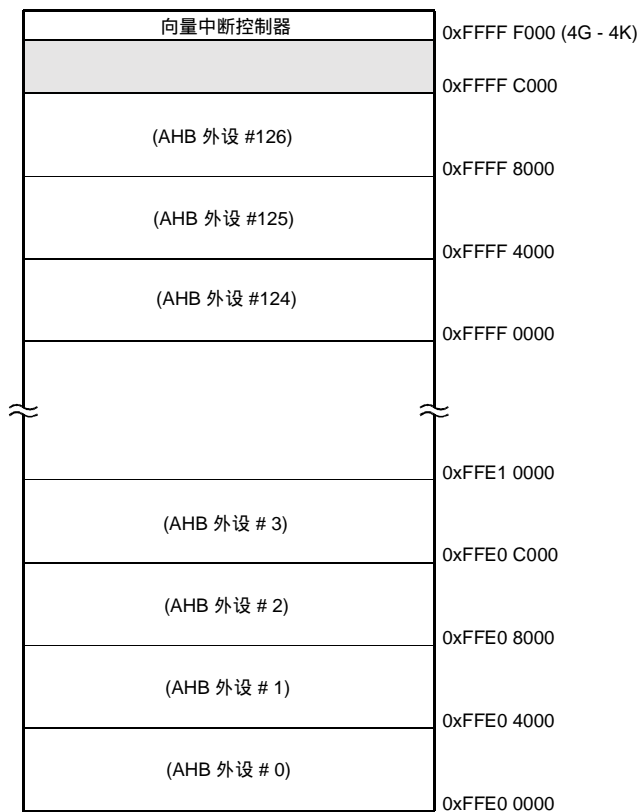 向量中断控制器
0xFFFF F000 (4G - 4K)
0xFFFF C000
(AHB 外设 #126)
0xFFFF 8000
(AHB 外设 #125)
0xFFFF 4000
(AHB 外设 #124)
0xFFFF 0000
0xFFE1 0000
(AHB 外设 # 3)
0xFFE0 C000
(AHB 外设 # 2)
0xFFE0 8000
(AHB 外设 # 1)
0xFFE0 4000
(AHB 外设 # 0)
0xFFE0 0000